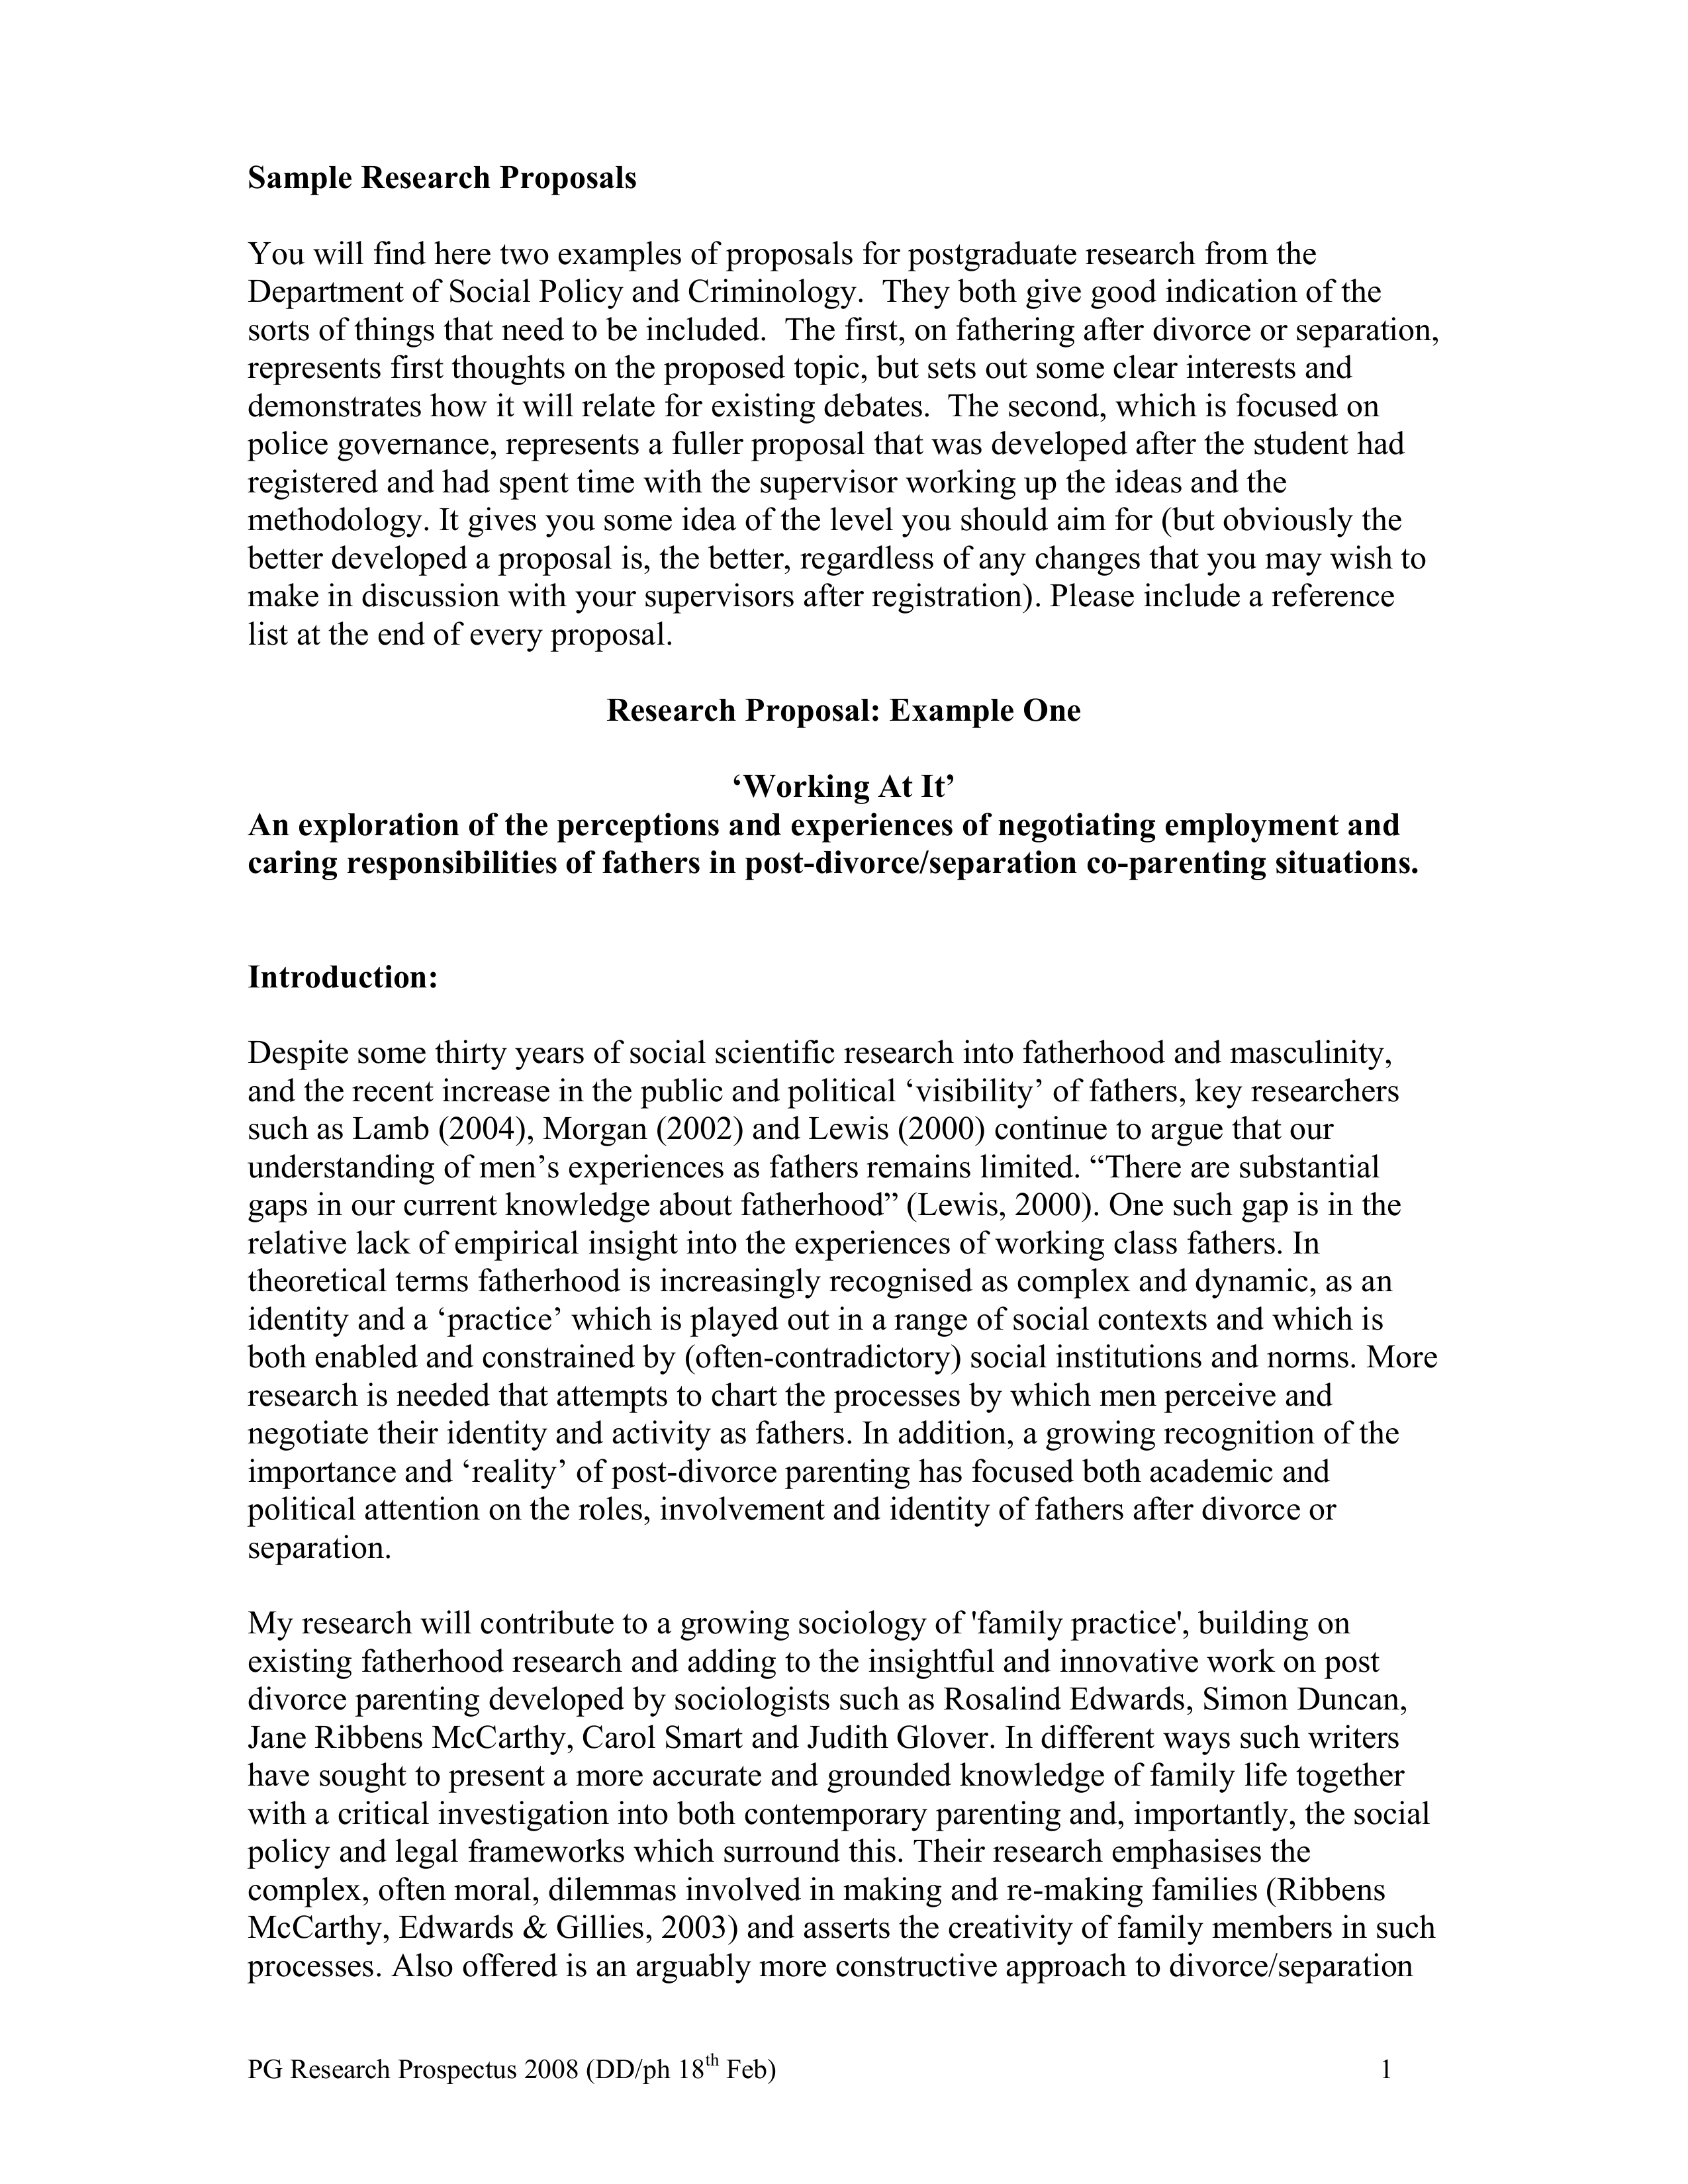 Sample Research Proposals
You will find here two examples of proposals for postgraduate research from the
Department of Social Policy and Criminology.  They both give good indication of the
sorts of things that need to be included.  The first, on fathering after divorce or separation,
represents first thoughts on the proposed topic, but sets out some clear interests and
demonstrates how it will relate for existing debates.  The second, which is focused on
police governance, represents a fuller proposal that was developed after the student had
registered and had spent time with the supervisor working up the ideas and the
methodology. It gives you some idea of the level you should aim for (but obviously the
better developed a proposal is, the better, regardless of any changes that you may wish to
make in discussion with your supervisors after registration). Please include a reference
list at the end of every proposal.
Research Proposal: Example One
‘Working At It’
An exploration of the perceptions and experiences of negotiating employment and
caring responsibilities of fathers in post-divorce/separation co-parenting situations.
Introduction:
Despite some thirty years of social scientific research into fatherhood and masculinity,
and the recent increase in the public and political ‘visibility’ of fathers, key researchers
such as Lamb (2004), Morgan (2002) and Lewis (2000) continue to argue that our
understanding of men’s experiences as fathers remains limited. “There are substantial
gaps in our current knowledge about fatherhood” (Lewis, 2000). One such gap is in the
relative lack of empirical insight into the experiences of working class fathers. In
theoretical terms fatherhood is increasingly recognised as complex and dynamic, as an
identity and a ‘practice’ which is played out in a range of social contexts and which is
both enabled and constrained by (often-contradictory) social institutions and norms. More
research is needed that attempts to chart the processes by which men perceive and
negotiate their identity and activity as fathers. In addition, a growing recognition of the
importance and ‘reality’ of post-divorce parenting has focused both academic and
political attention on the roles, involvement and identity of fathers after divorce or
separation.
My research will contribute to a growing sociology of 'family practice', building on
existing fatherhood research and adding to the insightful and innovative work on post
divorce parenting developed by sociologists such as Rosalind Edwards, Simon Duncan,
Jane Ribbens McCarthy, Carol Smart and Judith Glover. In different ways such writers
have sought to present a more accurate and grounded knowledge of family life together
with a critical investigation into both contemporary parenting and, importantly, the social
policy and legal frameworks which surround this. Their research emphasises the
complex, often moral, dilemmas involved in making and re-making families (Ribbens
McCarthy, Edwards & Gillies, 2003) and asserts the creativity of family members in such
processes. Also offered is an arguably more constructive approach to divorce/separation
PG Research Prospectus 2008 (DD/ph 18th Feb) 1